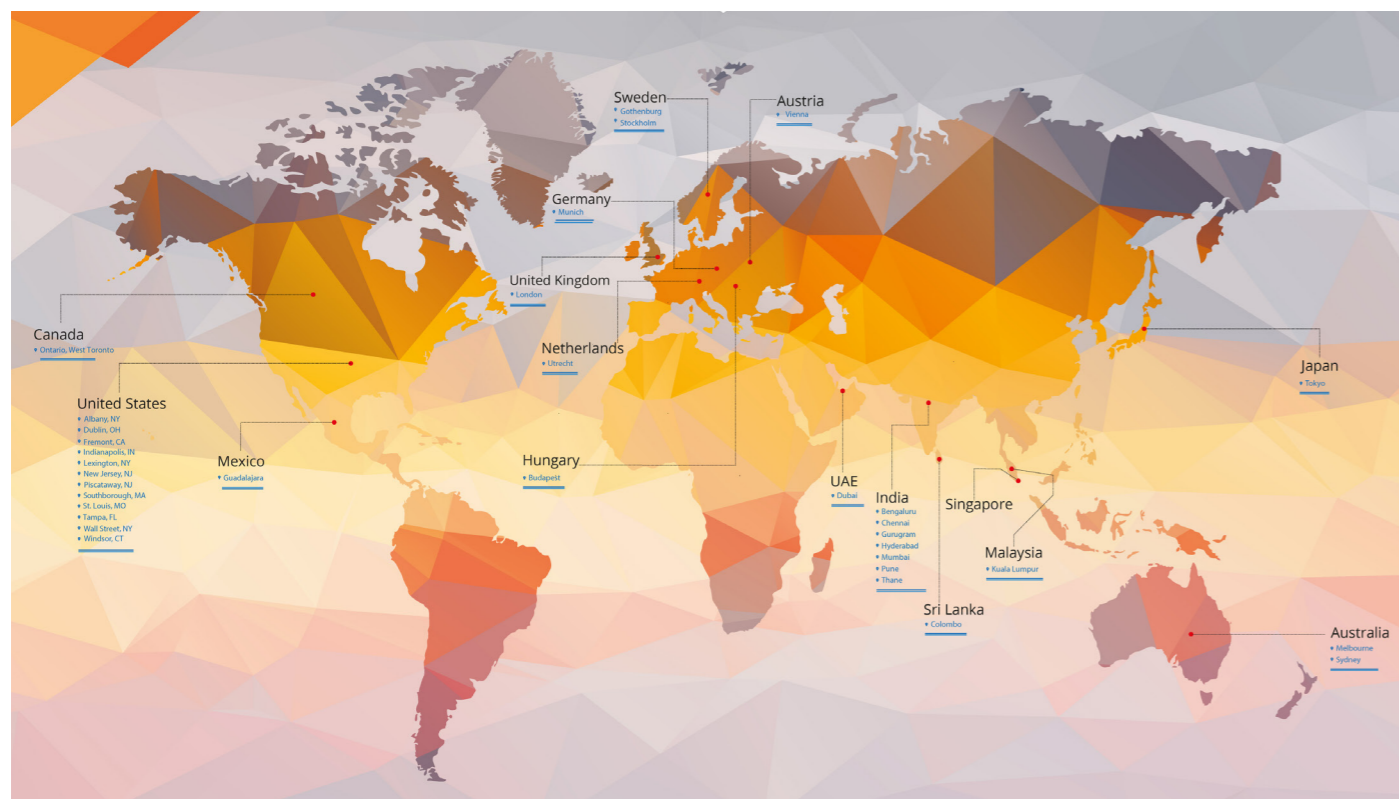 Sweden
Gothenburg
Stockholm
Austria
Vienna
Germany
Munich
United Kingdom
London
Canada
Ontario, West Toronto
Netherlands
Utrecht
Japan
Tokyo
United States
Albany, NY
Dublin, OH
Fremont, CA
Indianapolis, IN
Lexington, NY
New Jersey, NJ
Piscataway, NJ
Southborough, MA
St. Louis, MO
Tampa, FL
Wall Street, NY
Windsor, CT
Mexico
Guadalajara
Hungary
Budapest
UAE
Dubai
India
Bengaluru
Chennai
Gurugram
Hyderabad
Mumbai
Pune
Thane
Singapore
Malaysia
Kuala Lumpur
Sri Lanka
Colombo
Australia
Melbourne
Sydney